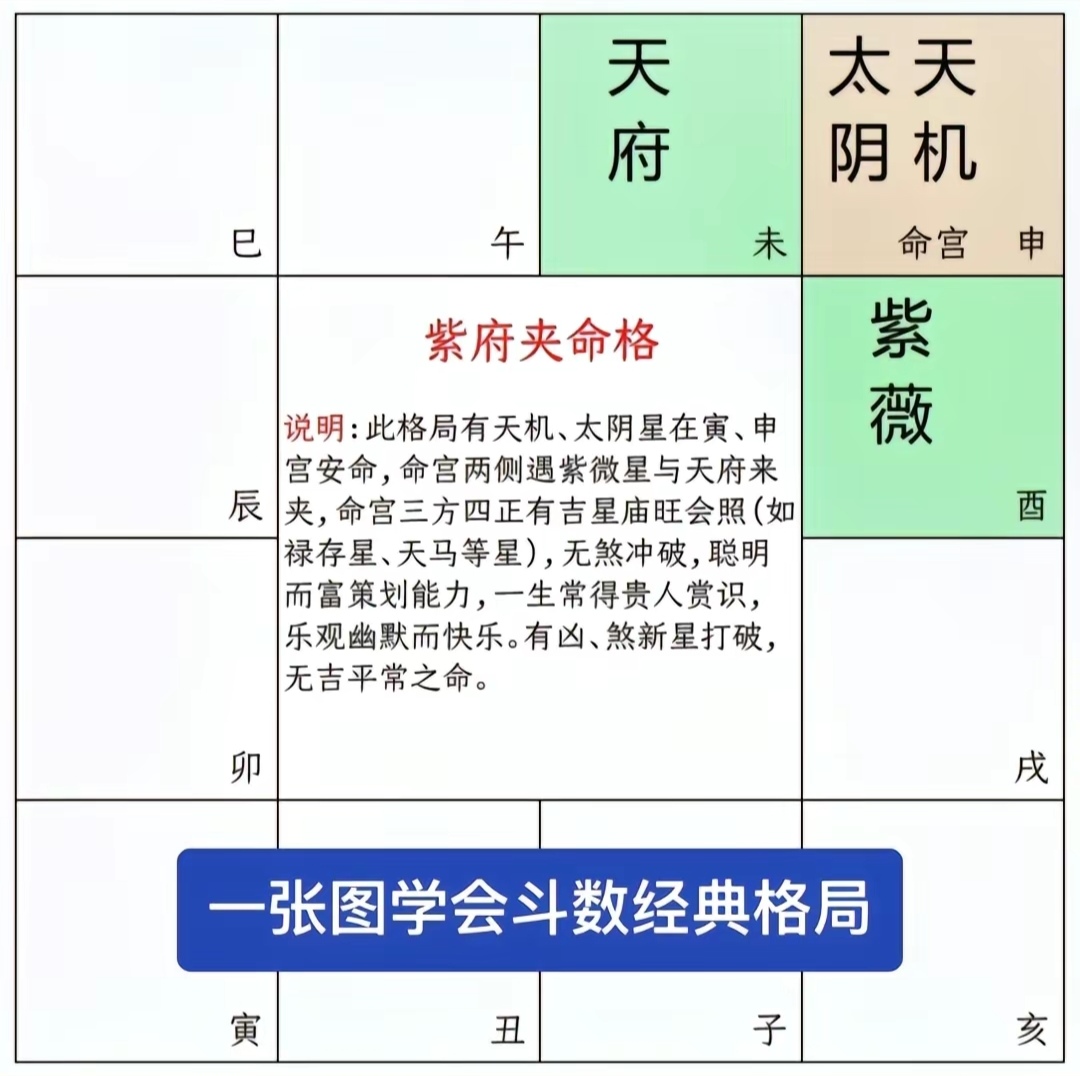 天府
未
太阴
天机
命宫
申
巳
午
紫薇
酉
辰
卯
戌
紫府夹命格
说明:此格局有天机、太阴星在寅、申
宫安命,命宫两侧遇紫微星与天府来
夹,命宫三方四正有吉星庙旺会照(如
禄存星、天马等星),无煞冲破,聪明
而富策划能力,一生常得贵人赏识,
乐观幽默而快乐。有凶、煞新星打破,
无吉平常之命。
一张图学会斗数经典格局
寅
丑
子
亥